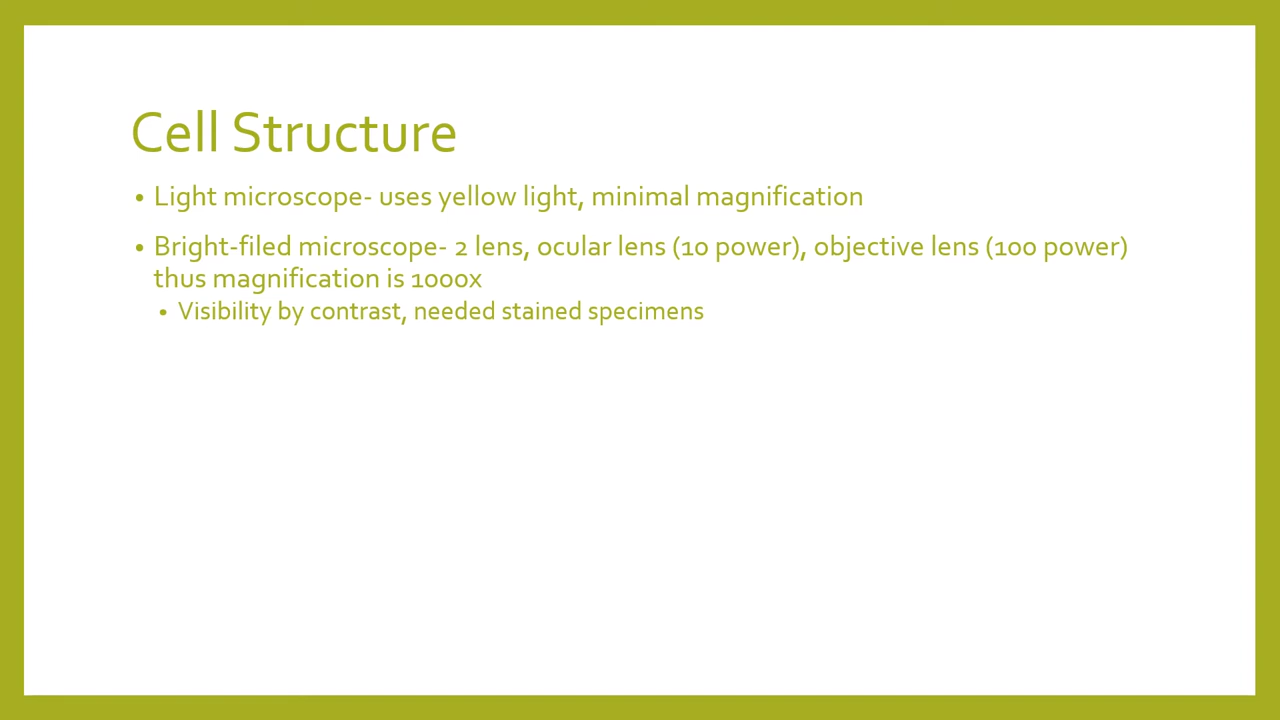 Cell Structure
• Light microscope- uses yellow light, minimal magnification
• Bright-filed microscope- 2 lens, ocular lens (10 power), objective lens (100 power)
thus magnification is 1000x
• Visibility by contrast, needed stained specimens